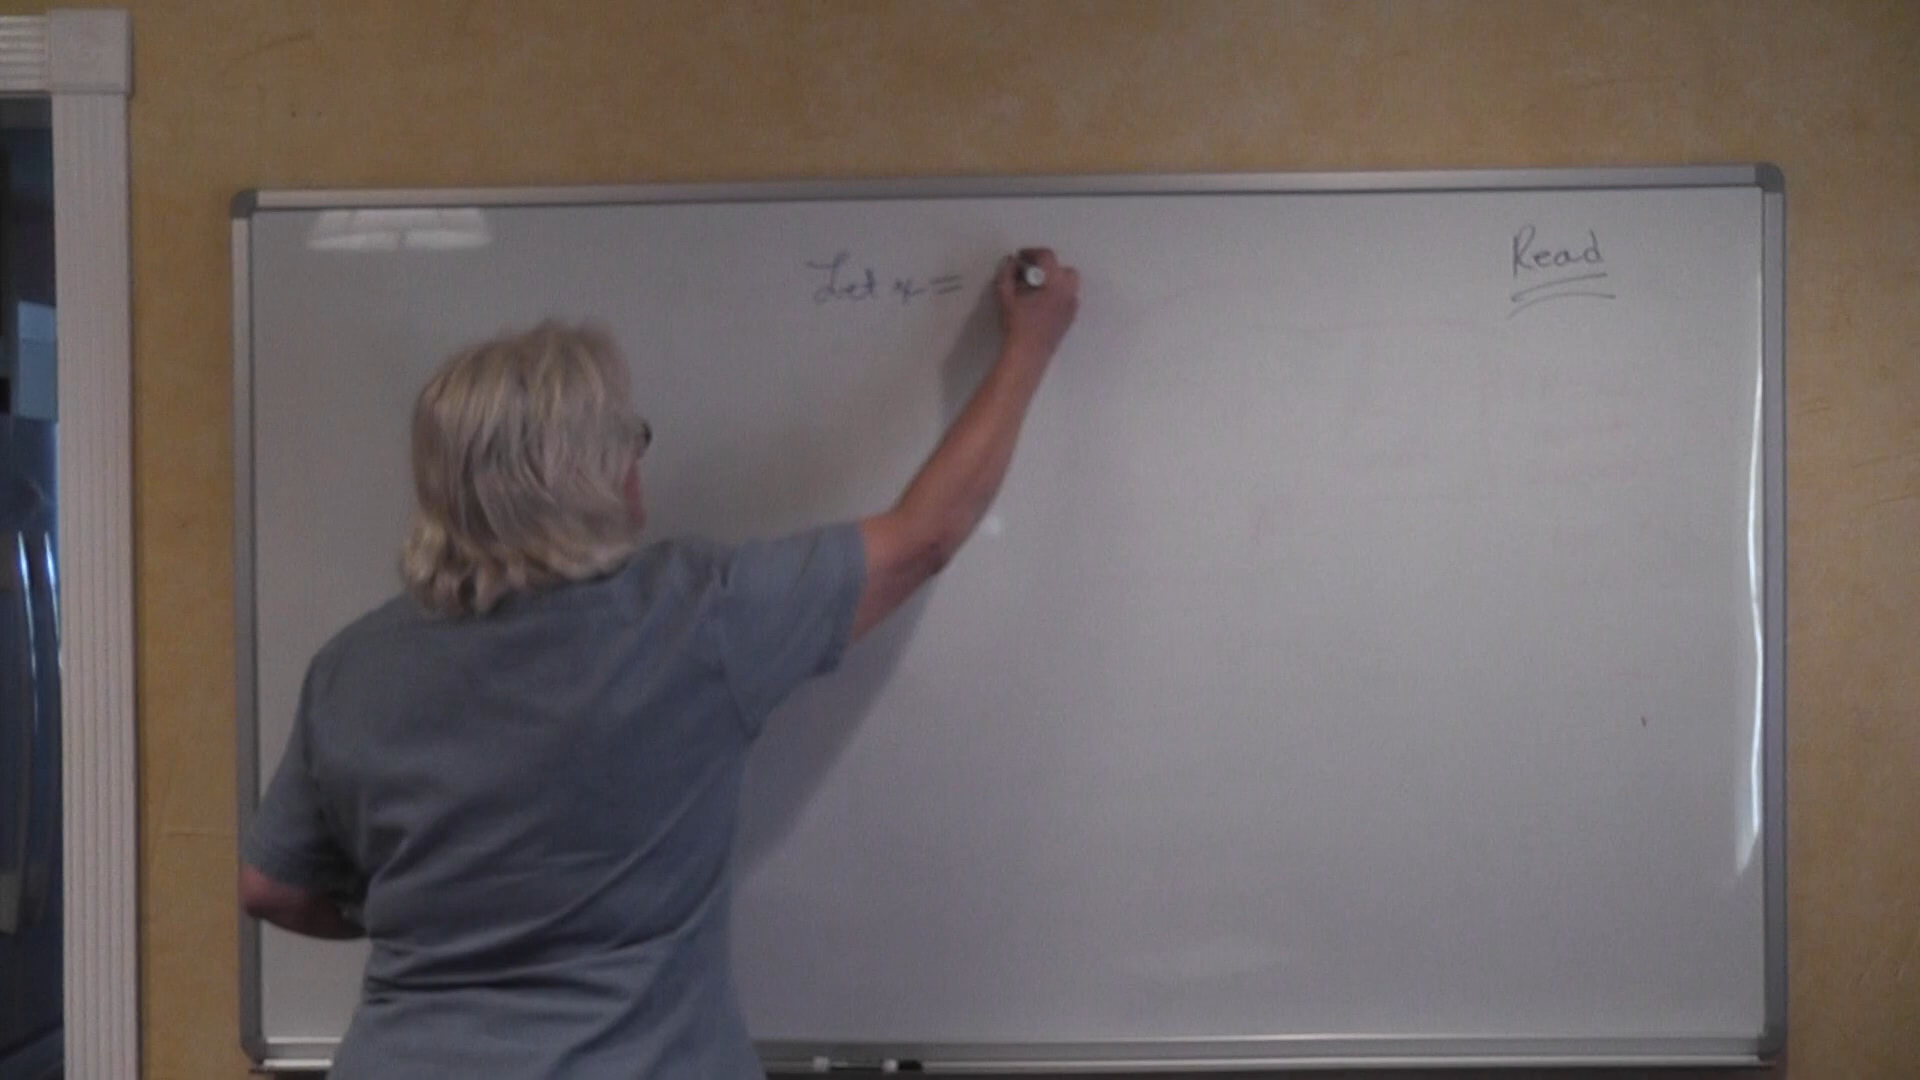 Let x =
Read